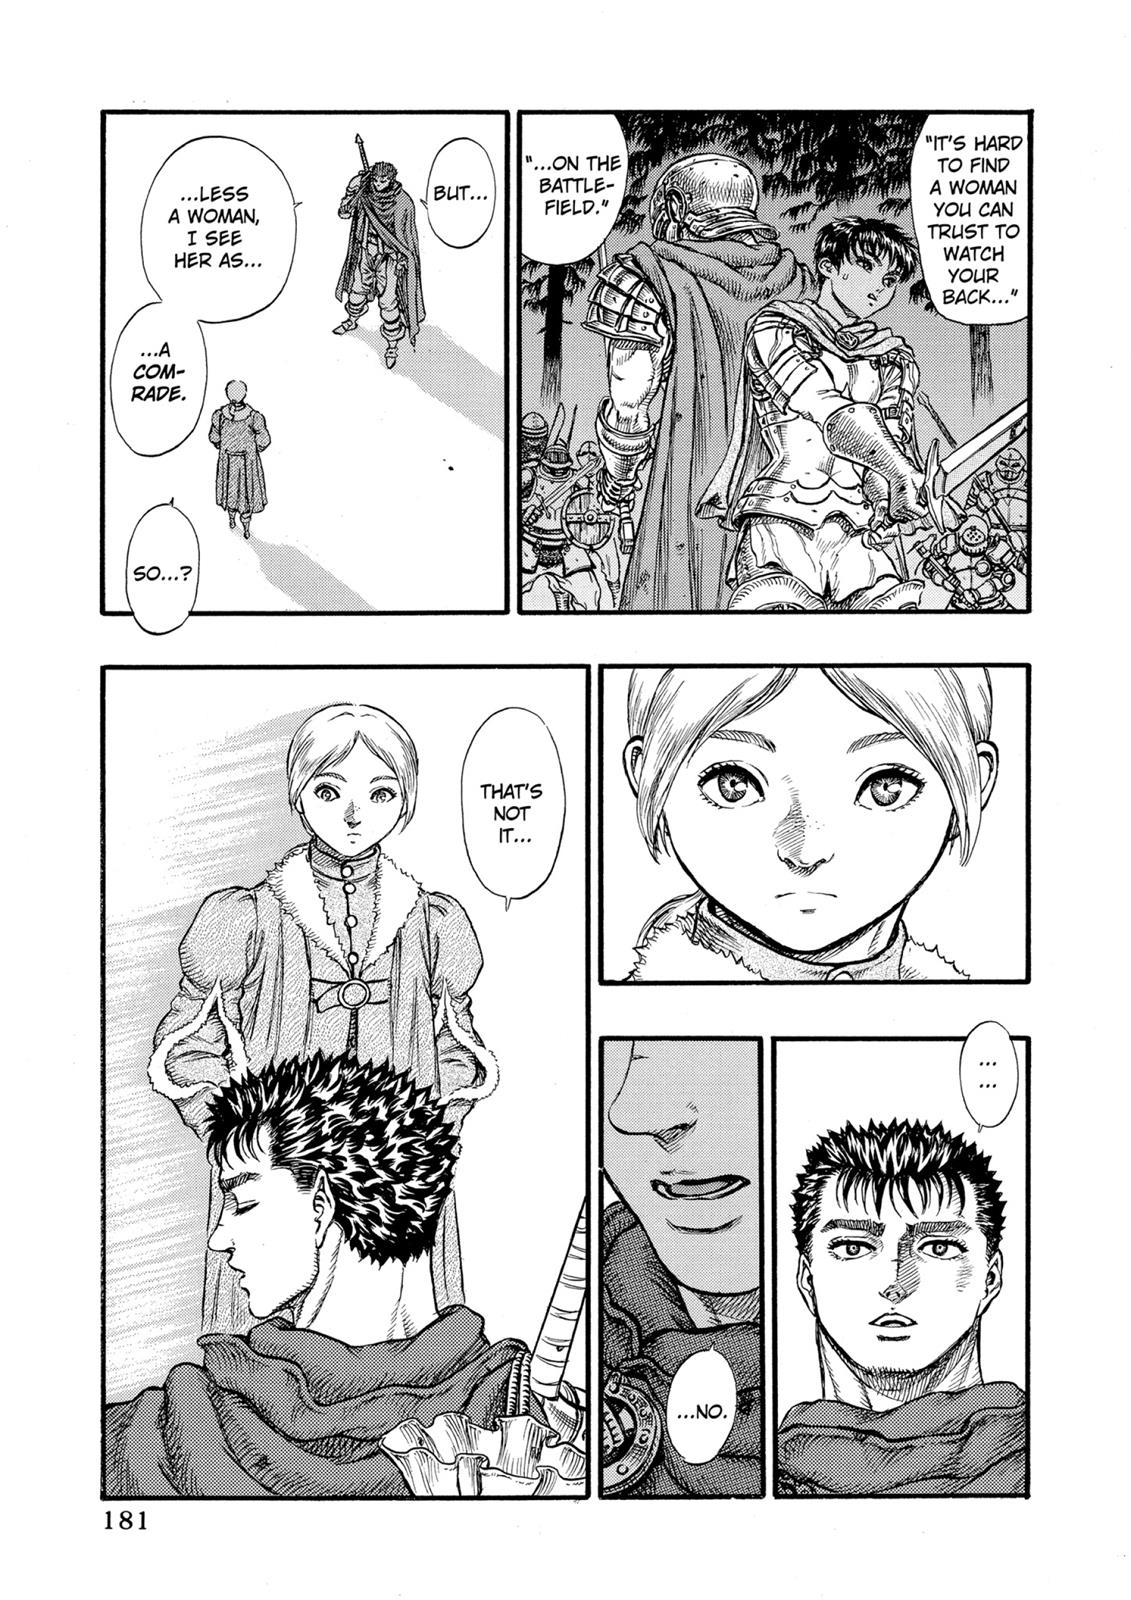 "IT'S HARD
TO FIND
A WOMAN
YOU CAN
TRUST TO
WATCH
YOUR
BACK..."
"...ON THE
BATTLE-
FIELD."
BUT...
...LESS
A WOMAN,
I SEE
HER AS...
...A
COM-
RADE.
SO...?
...
...
...NO.
THAT'S
NOT
IT...
181